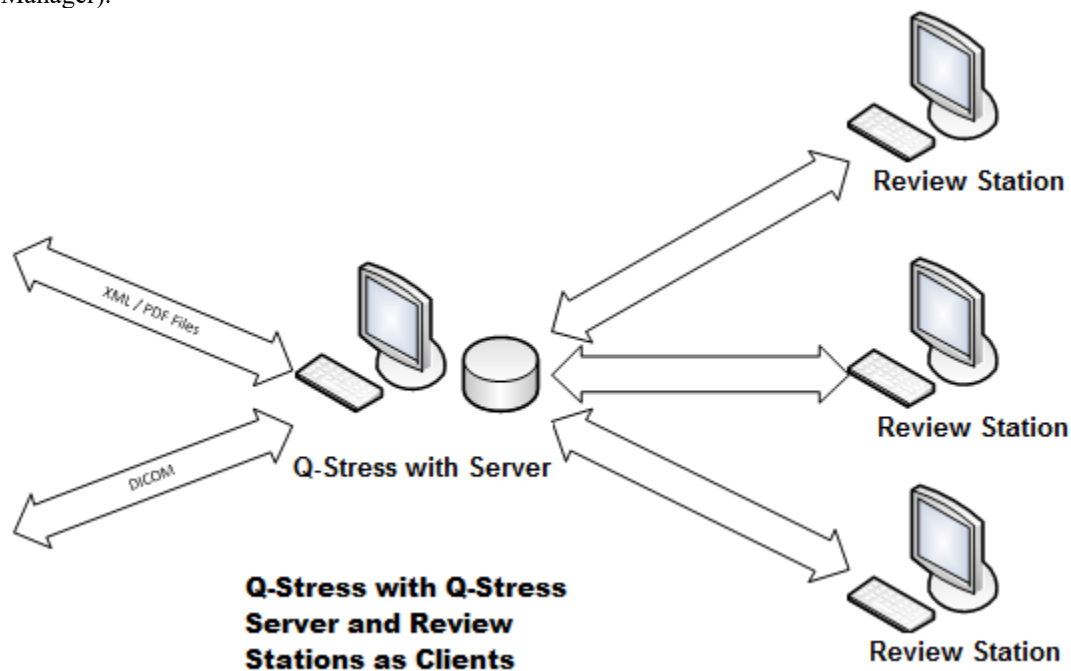 Manager).
Review Station
XML / PDF Files
Review Station
Q-Stress with Server
DICOM
Q-Stress with Q-Stress
Server and Review
Stations as Clients
Review Station